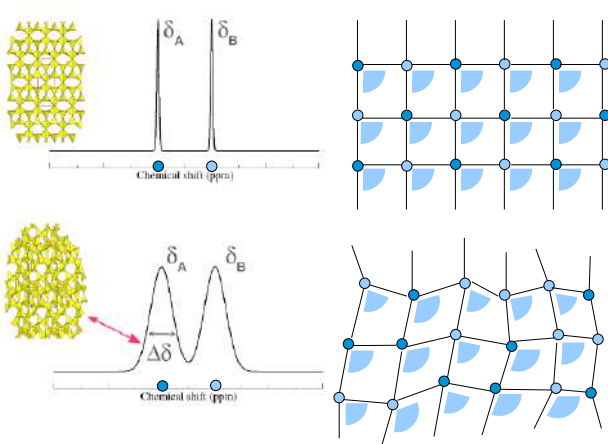 δA δB
Chemical shift (ppm)
δA δB
Δδ
Chemical shift (ppm)